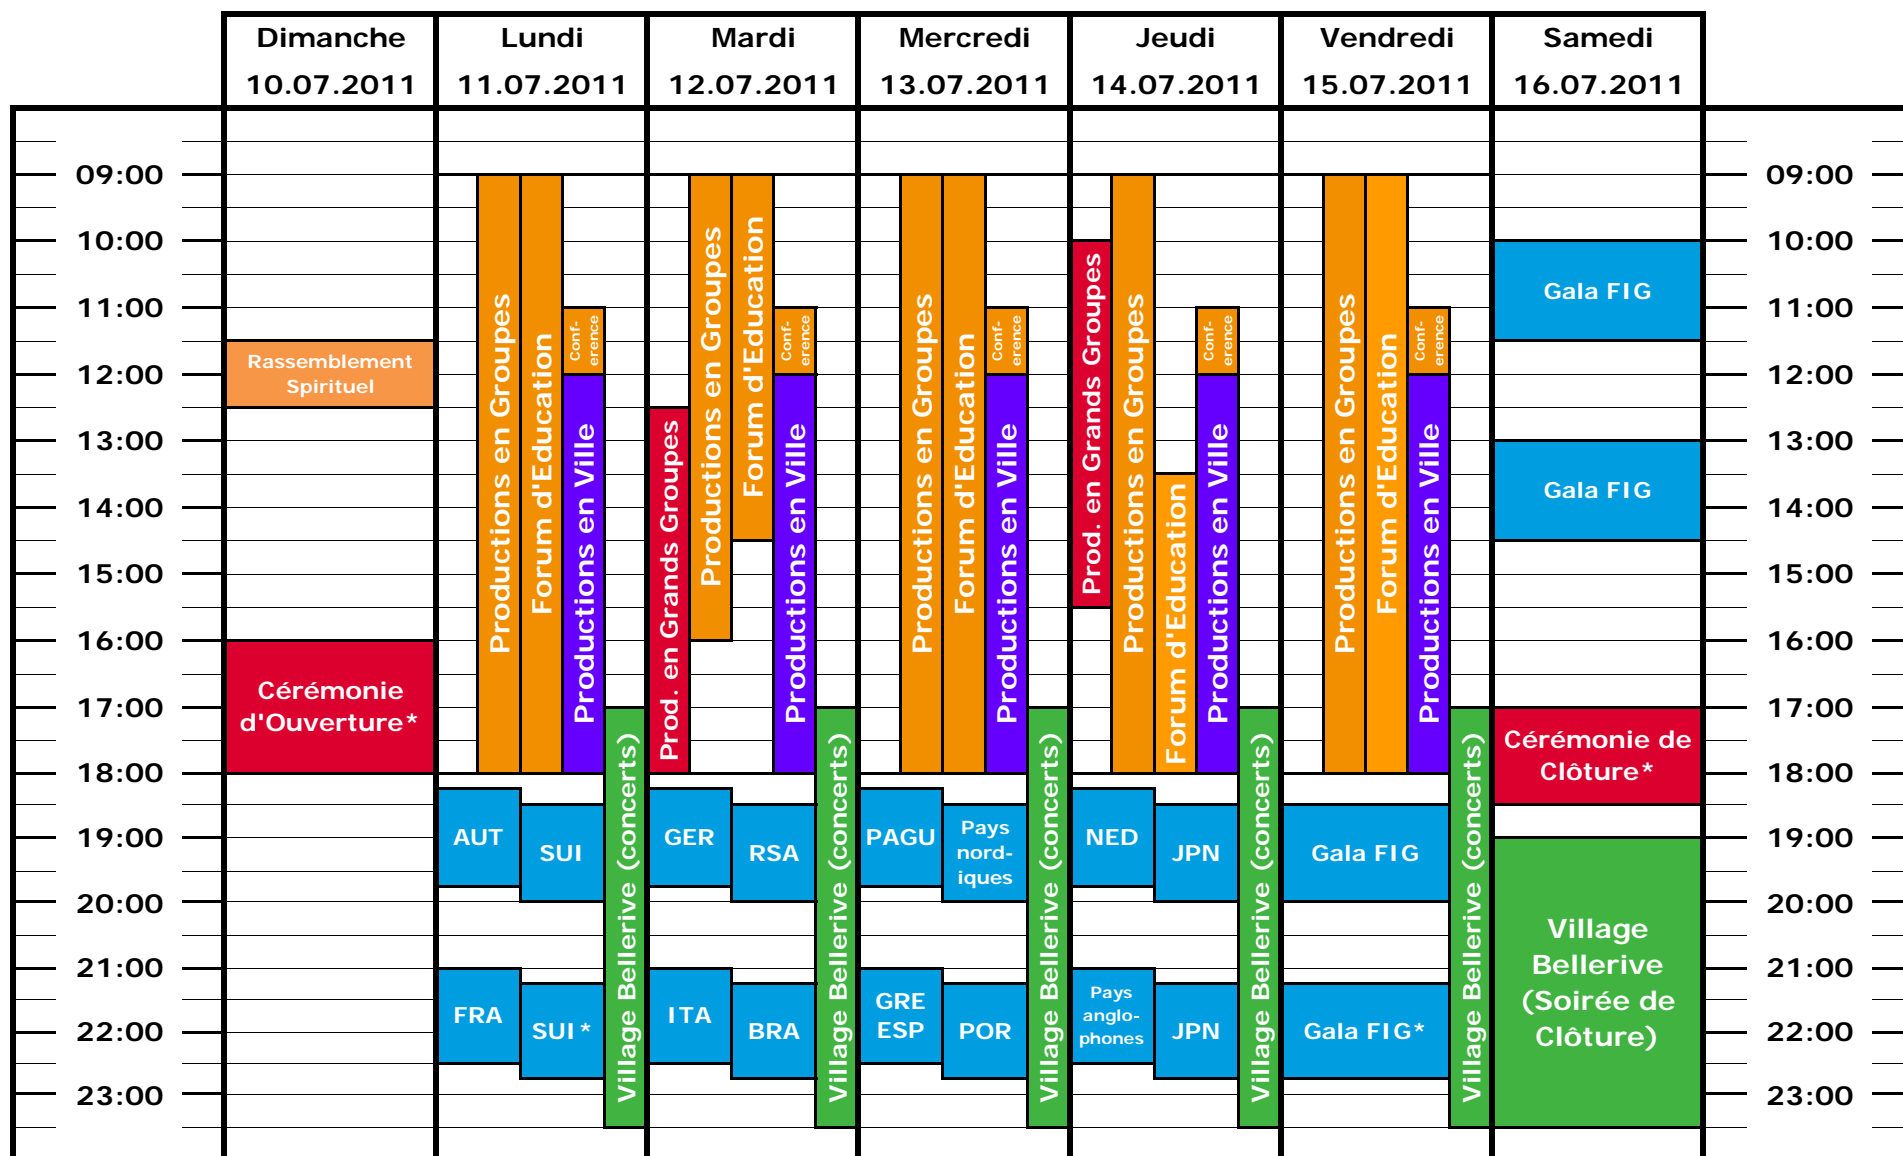 Dimanche
10.07.2011
Lundi
11.07.2011
Mardi
12.07.2011
Mercredi
13.07.2011
Jeudi
14.07.2011
Vendredi
15.07.2011
Samedi
16.07.2011
09:00
10:00
11:00
12:00
13:00
14:00
15:00
16:00
17:00
18:00
19:00
20:00
21:00
22:00
23:00
Rassemblement
Spirituel
Cérémonie
d'Ouverture*
Productions en Groupes
Forum d'Education
Conf-
erence
Productions en Ville
Village Bellerive (concerts)
AUT
SUI
FRA
SUI*
Prod. en Grands Groupes
Productions en Groupes
Forum d'Education
Conf-
erence
Productions en Ville
Village Bellerive (concerts)
GER
RSA
ITA
BRA
Productions en Groupes
Forum d'Education
Conf-
erence
Productions en Ville
Village Bellerive (concerts)
PAGU
Pays
nord-
iques
GRE
ESP
POR
Prod. en Grands Groupes
Productions en Groupes
Forum d'Education
Conf-
erence
Productions en Ville
Village Bellerive (concerts)
NED
JPN
Pays
anglo-
phones
JPN
Productions en Groupes
Forum d'Education
Conf-
erence
Productions en Ville
Village Bellerive (concerts)
Gala FIG
Gala FIG*
Gala FIG
Gala FIG
Cérémonie de
Clôture*
Village
Bellerive
(Soirée de
Clôture)
09:00
10:00
11:00
12:00
13:00
14:00
15:00
16:00
17:00
18:00
19:00
20:00
21:00
22:00
23:00